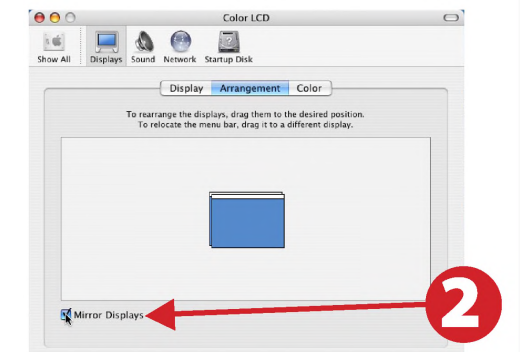 Color LCD
Show All Displays Sound Network Startup Disk
Display Arrangement Color
To rearrange the displays, drag them to the desired position.
To relocate the menu bar, drag it to a different display.
Mirror Displays
2